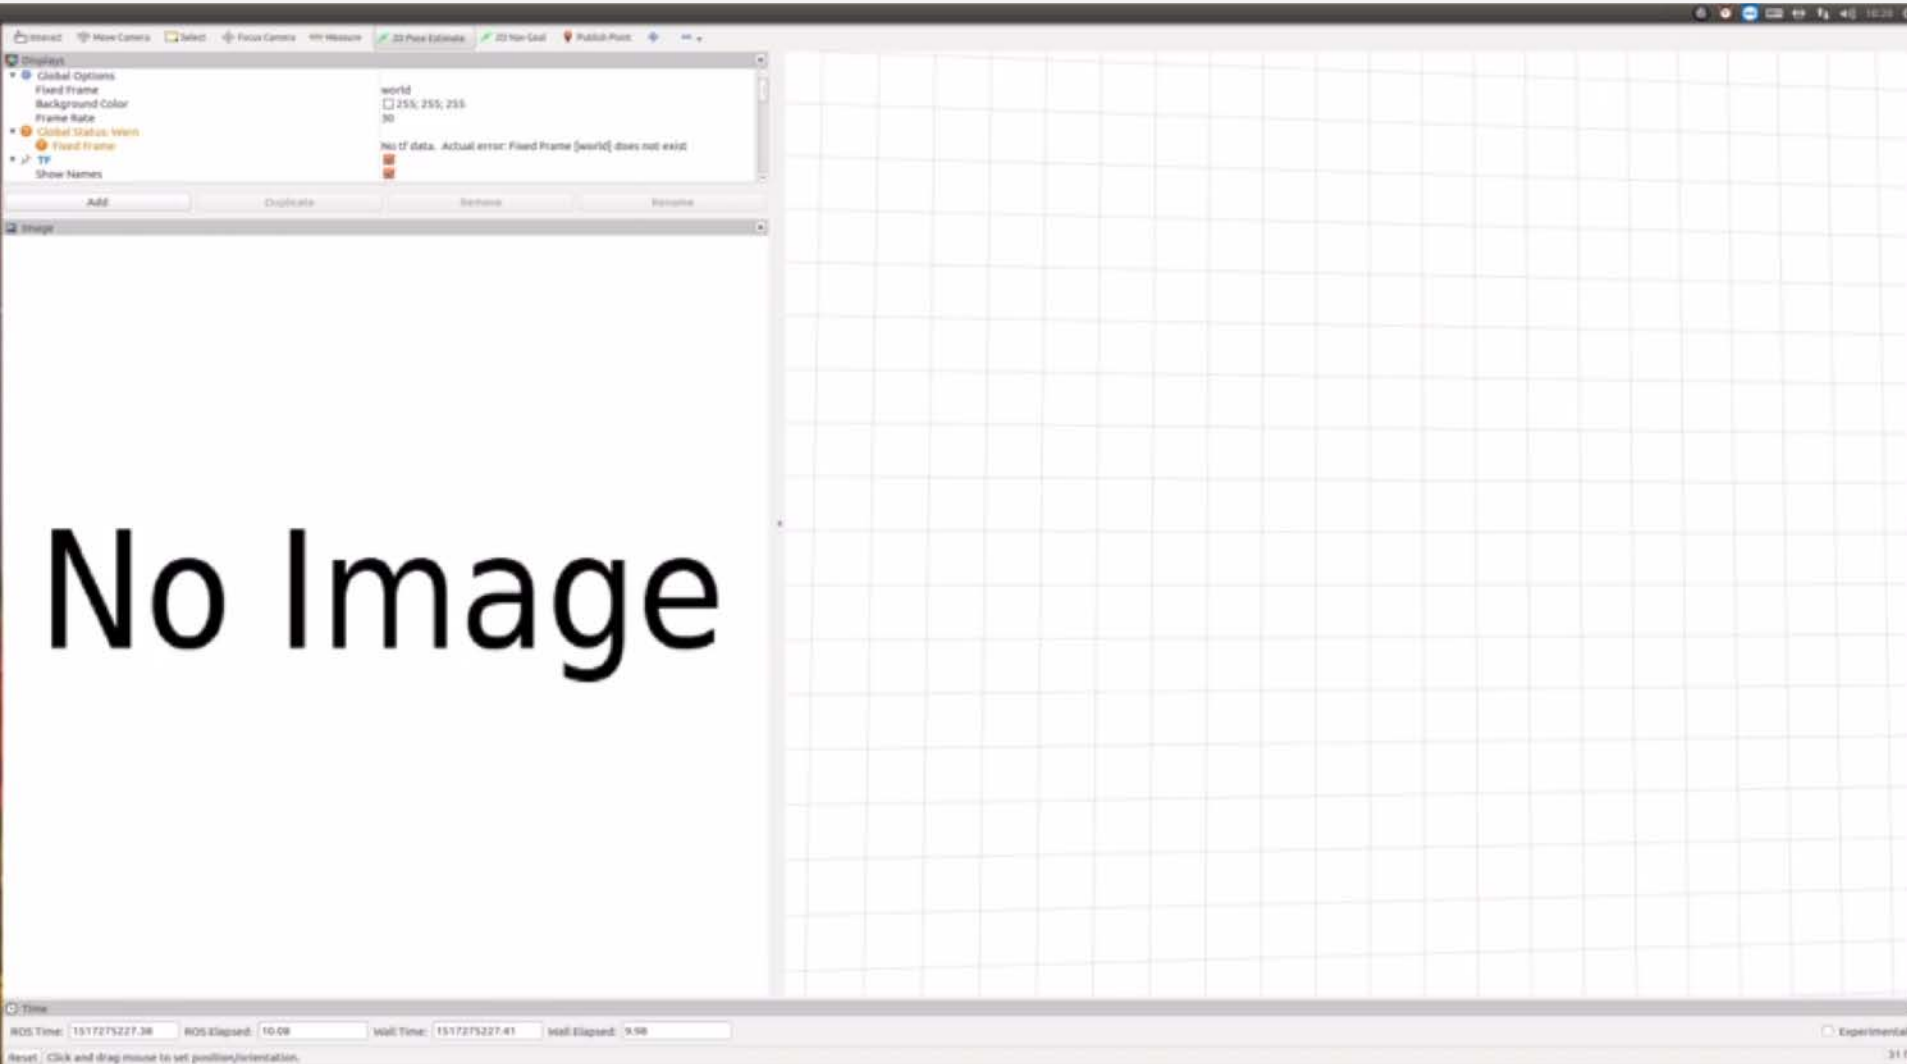 Interact Move Camera Select Focus Camera Measure 2D Pose Estimate 2D Nav Goal Publish Point
Displays
Global Options
Fixed Frame world
Background Color 255; 255; 255
Frame Rate 30
Global Status: Warn
Fixed Frame No tf data. Actual error: Fixed Frame [world] does not exist
TF
Show Names
Add Duplicate Remove Rename
Image
No Image
Time
ROS Time: 1517275227.38 ROS Elapsed: 10.08 Wall Time: 1517275227.41 Wall Elapsed: 9.98
Experimental
Reset Click and drag mouse to set position/orientation.